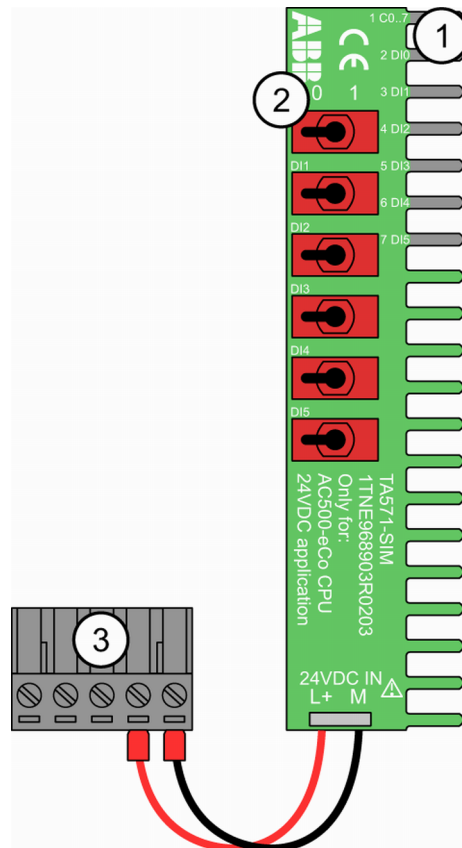 1 C0..7
1
2 DI0
ABB
CE
0 1
3 DI1
2
4 DI2
DI1
5 DI3
6 DI4
DI2
7 DI5
DI3
DI4
DI5
TA571-SIM
1TNE968903R0203
Only for:
AC500-eCo CPU
24VDC application
3
24VDC IN
L+ M